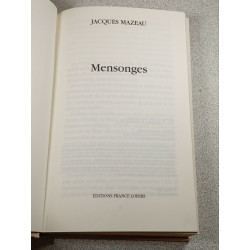 JACQUES MAZEAU
Mensonges
EDITIONS FRANCE LOISIRS